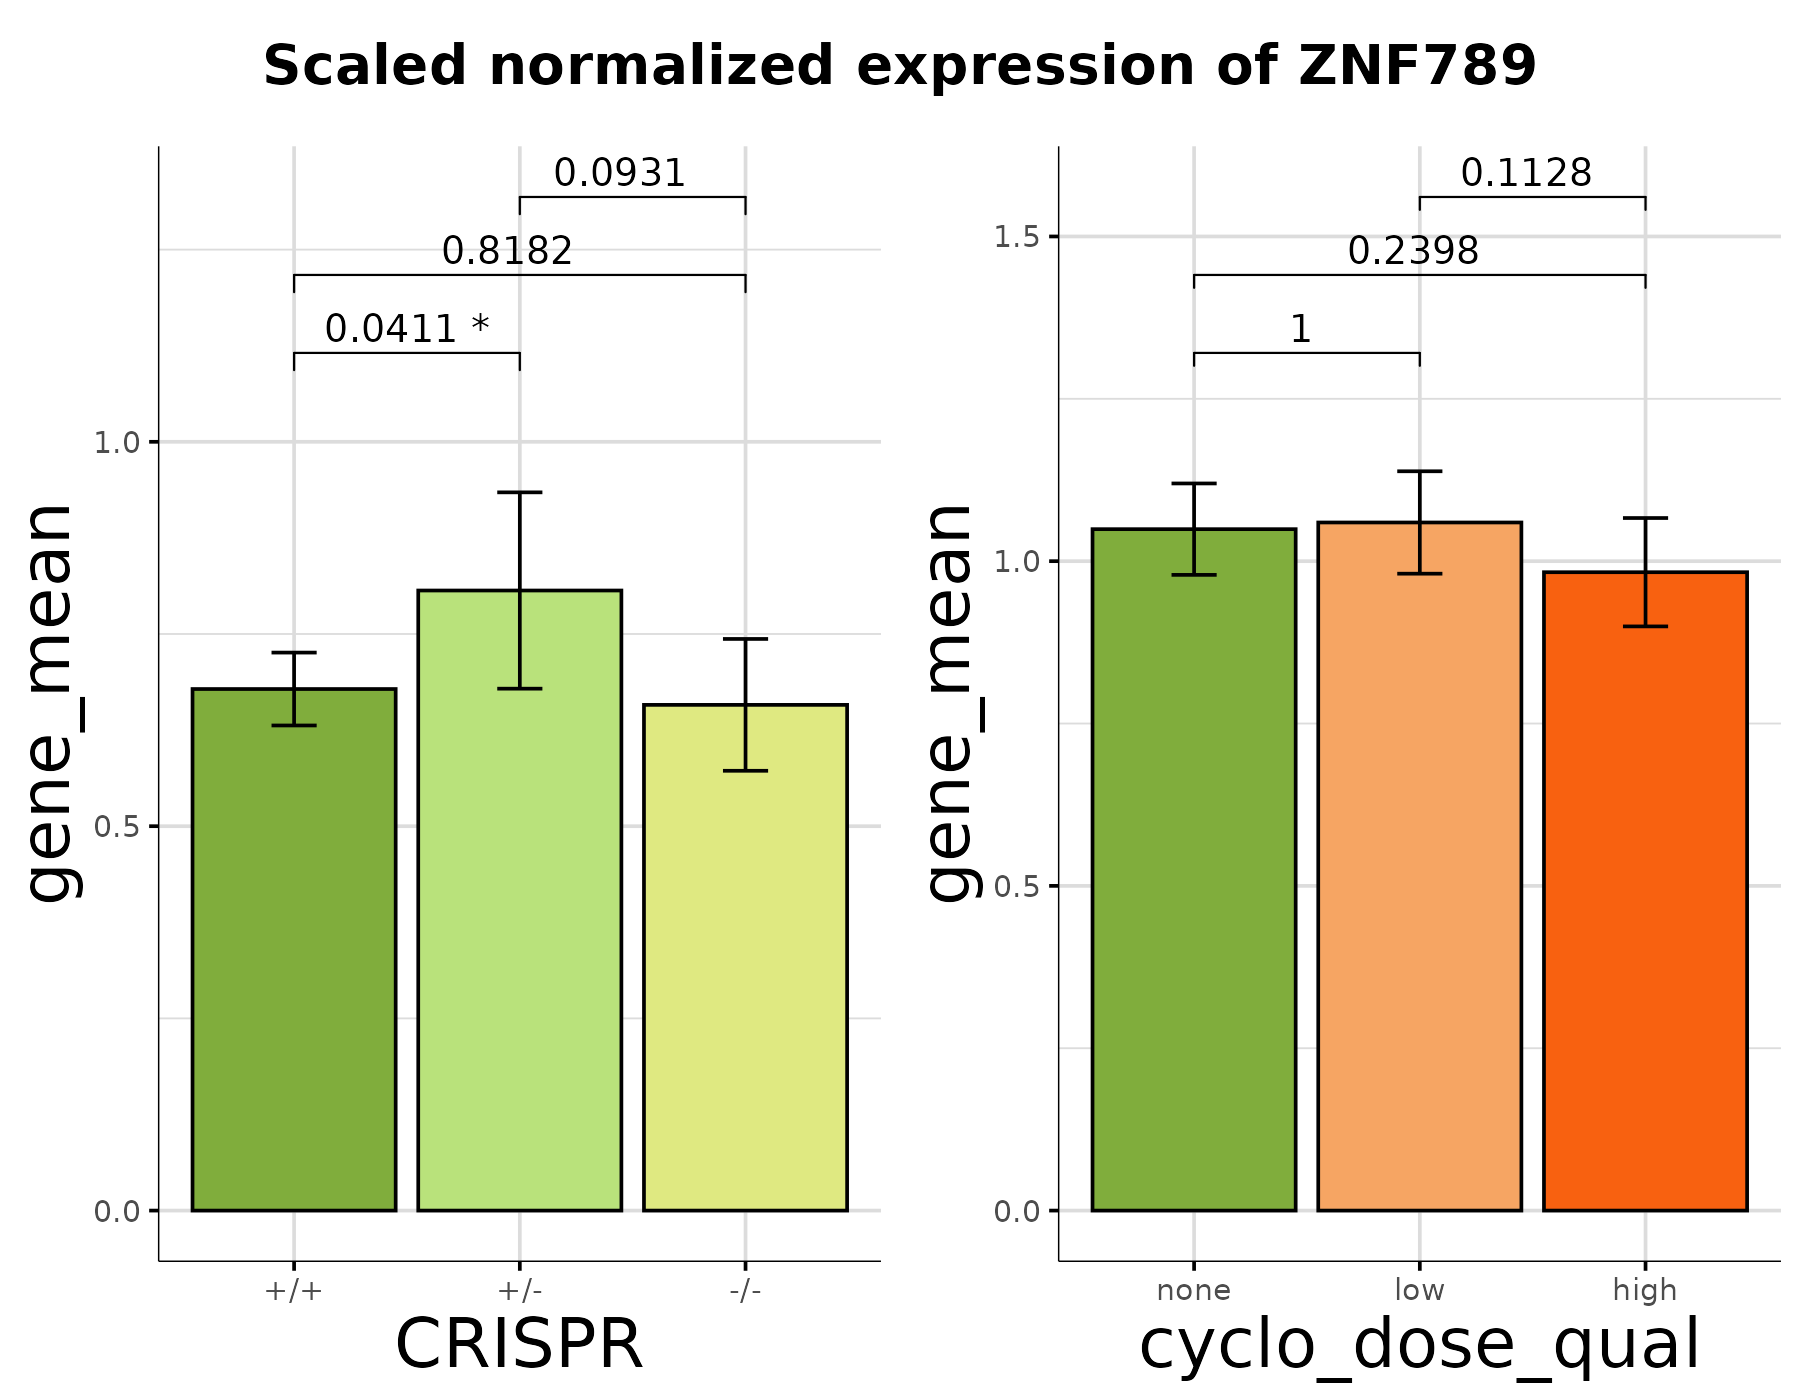 Scaled normalized expression of ZNF789
gene_mean
1.0
0.5
0.0
0.0931
0.8182
0.0411 *
+/+
+/-
-/-
CRISPR
gene_mean
1.5
1.0
0.5
0.0
0.1128
0.2398
1
none
low
high
cyclo_dose_qual